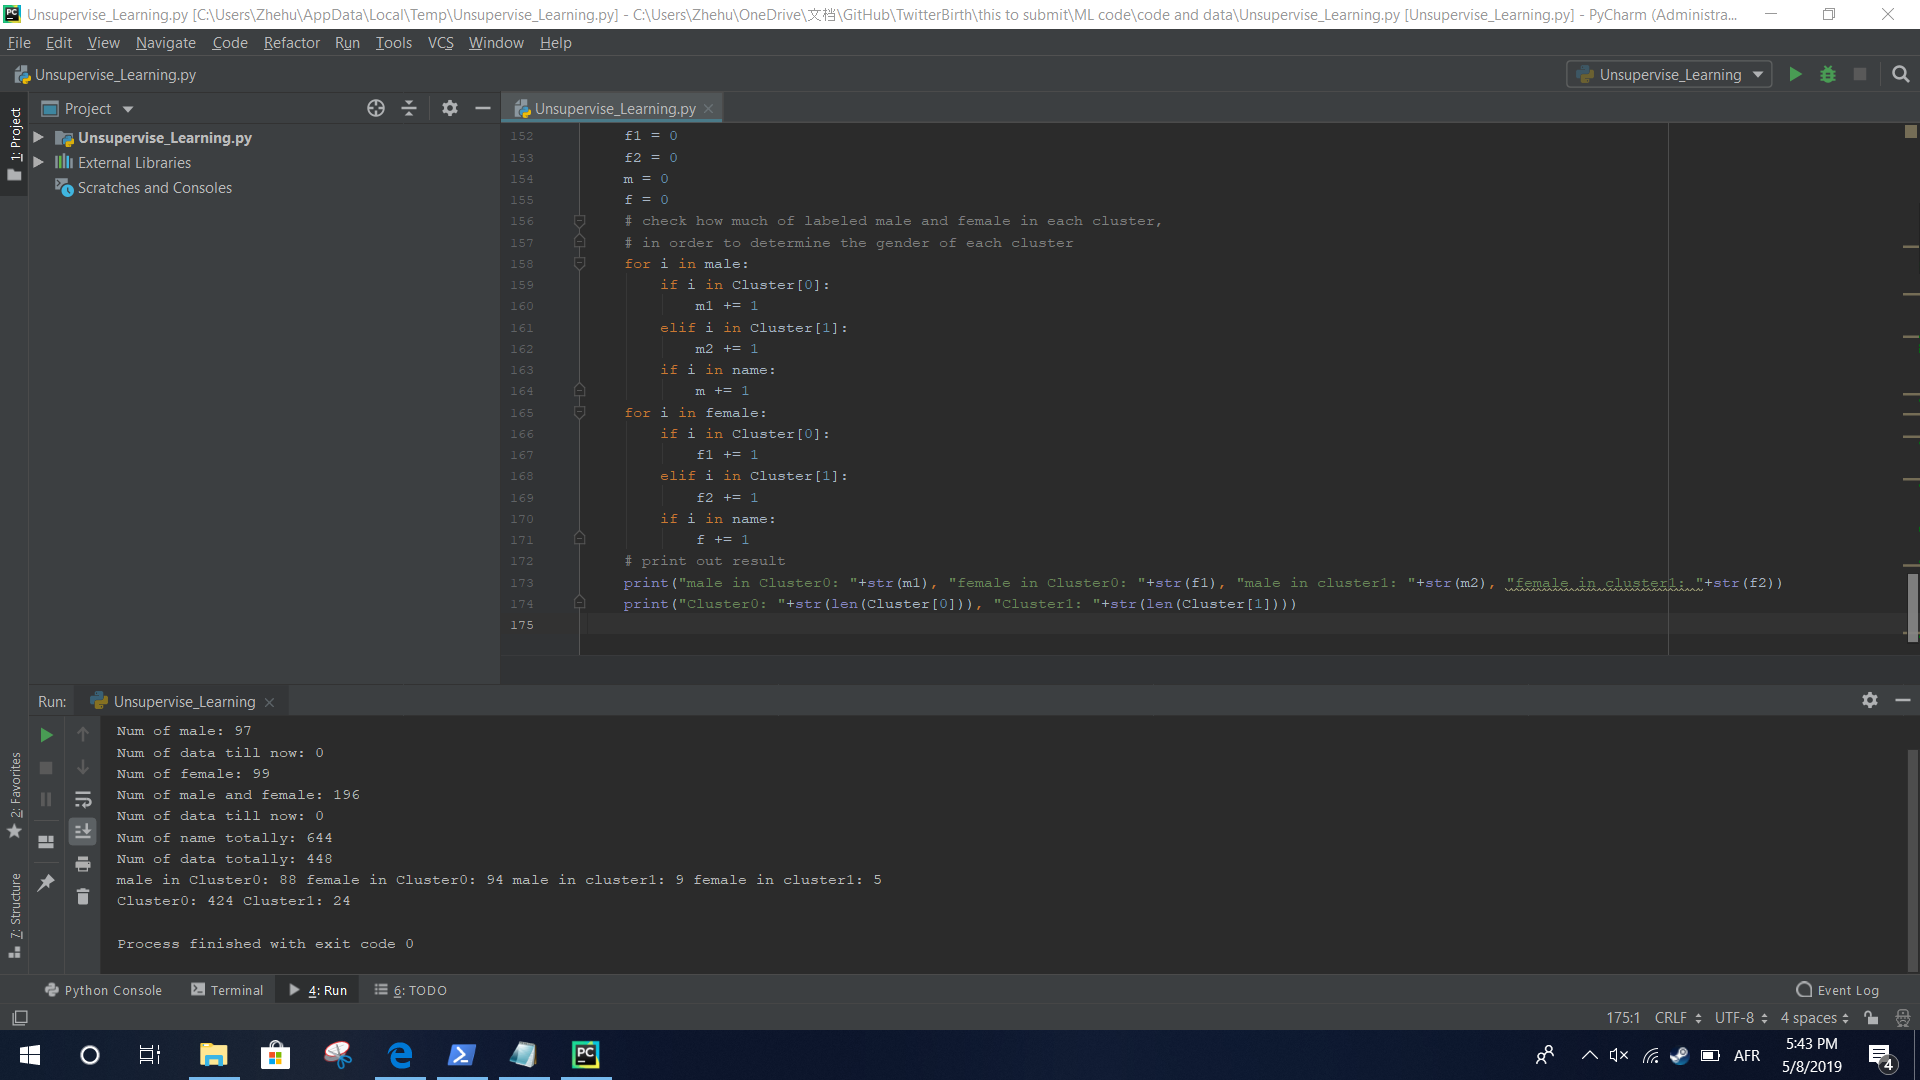 Unsupervise_Learning.py [C:\Users\Zhehu\AppData\Local\Temp\Unsupervise_Learning.py] - C:\Users\Zhehu\OneDrive\文档\GitHub\TwitterBirth\this to submit\ML code\code and data\Unsupervise_Learning.py [Unsupervise_Learning.py] - PyCharm (Administra...
File Edit View Navigate Code Refactor Run Tools VCS Window Help
Unsupervise_Learning.py
Unsupervise_Learning
1: Project
Project
Unsupervise_Learning.py
External Libraries
Scratches and Consoles
Unsupervise_Learning.py
152 f1 = 0
153 f2 = 0
154 m = 0
155 f = 0
156 # check how much of labeled male and female in each cluster,
157 # in order to determine the gender of each cluster
158 for i in male:
159 if i in Cluster[0]:
160 m1 += 1
161 elif i in Cluster[1]:
162 m2 += 1
163 if i in name:
164 m += 1
165 for i in female:
166 if i in Cluster[0]:
167 f1 += 1
168 elif i in Cluster[1]:
169 f2 += 1
170 if i in name:
171 f += 1
172 # print out result
173 print("male in Cluster0: "+str(m1), "female in Cluster0: "+str(f1), "male in cluster1: "+str(m2), "female in cluster1: "+str(f2))
174 print("Cluster0: "+str(len(Cluster[0])), "Cluster1: "+str(len(Cluster[1])))
175
Run: Unsupervise_Learning
Num of male: 97
Num of data till now: 0
Num of female: 99
Num of male and female: 196
Num of data till now: 0
Num of name totally: 644
Num of data totally: 448
male in Cluster0: 88 female in Cluster0: 94 male in cluster1: 9 female in cluster1: 5
Cluster0: 424 Cluster1: 24
Process finished with exit code 0
2: Favorites
7: Structure
Python Console Terminal 4: Run 6: TODO Event Log
175:1 CRLF UTF-8 4 spaces
PC
AFR
5:43 PM
5/8/2019
4